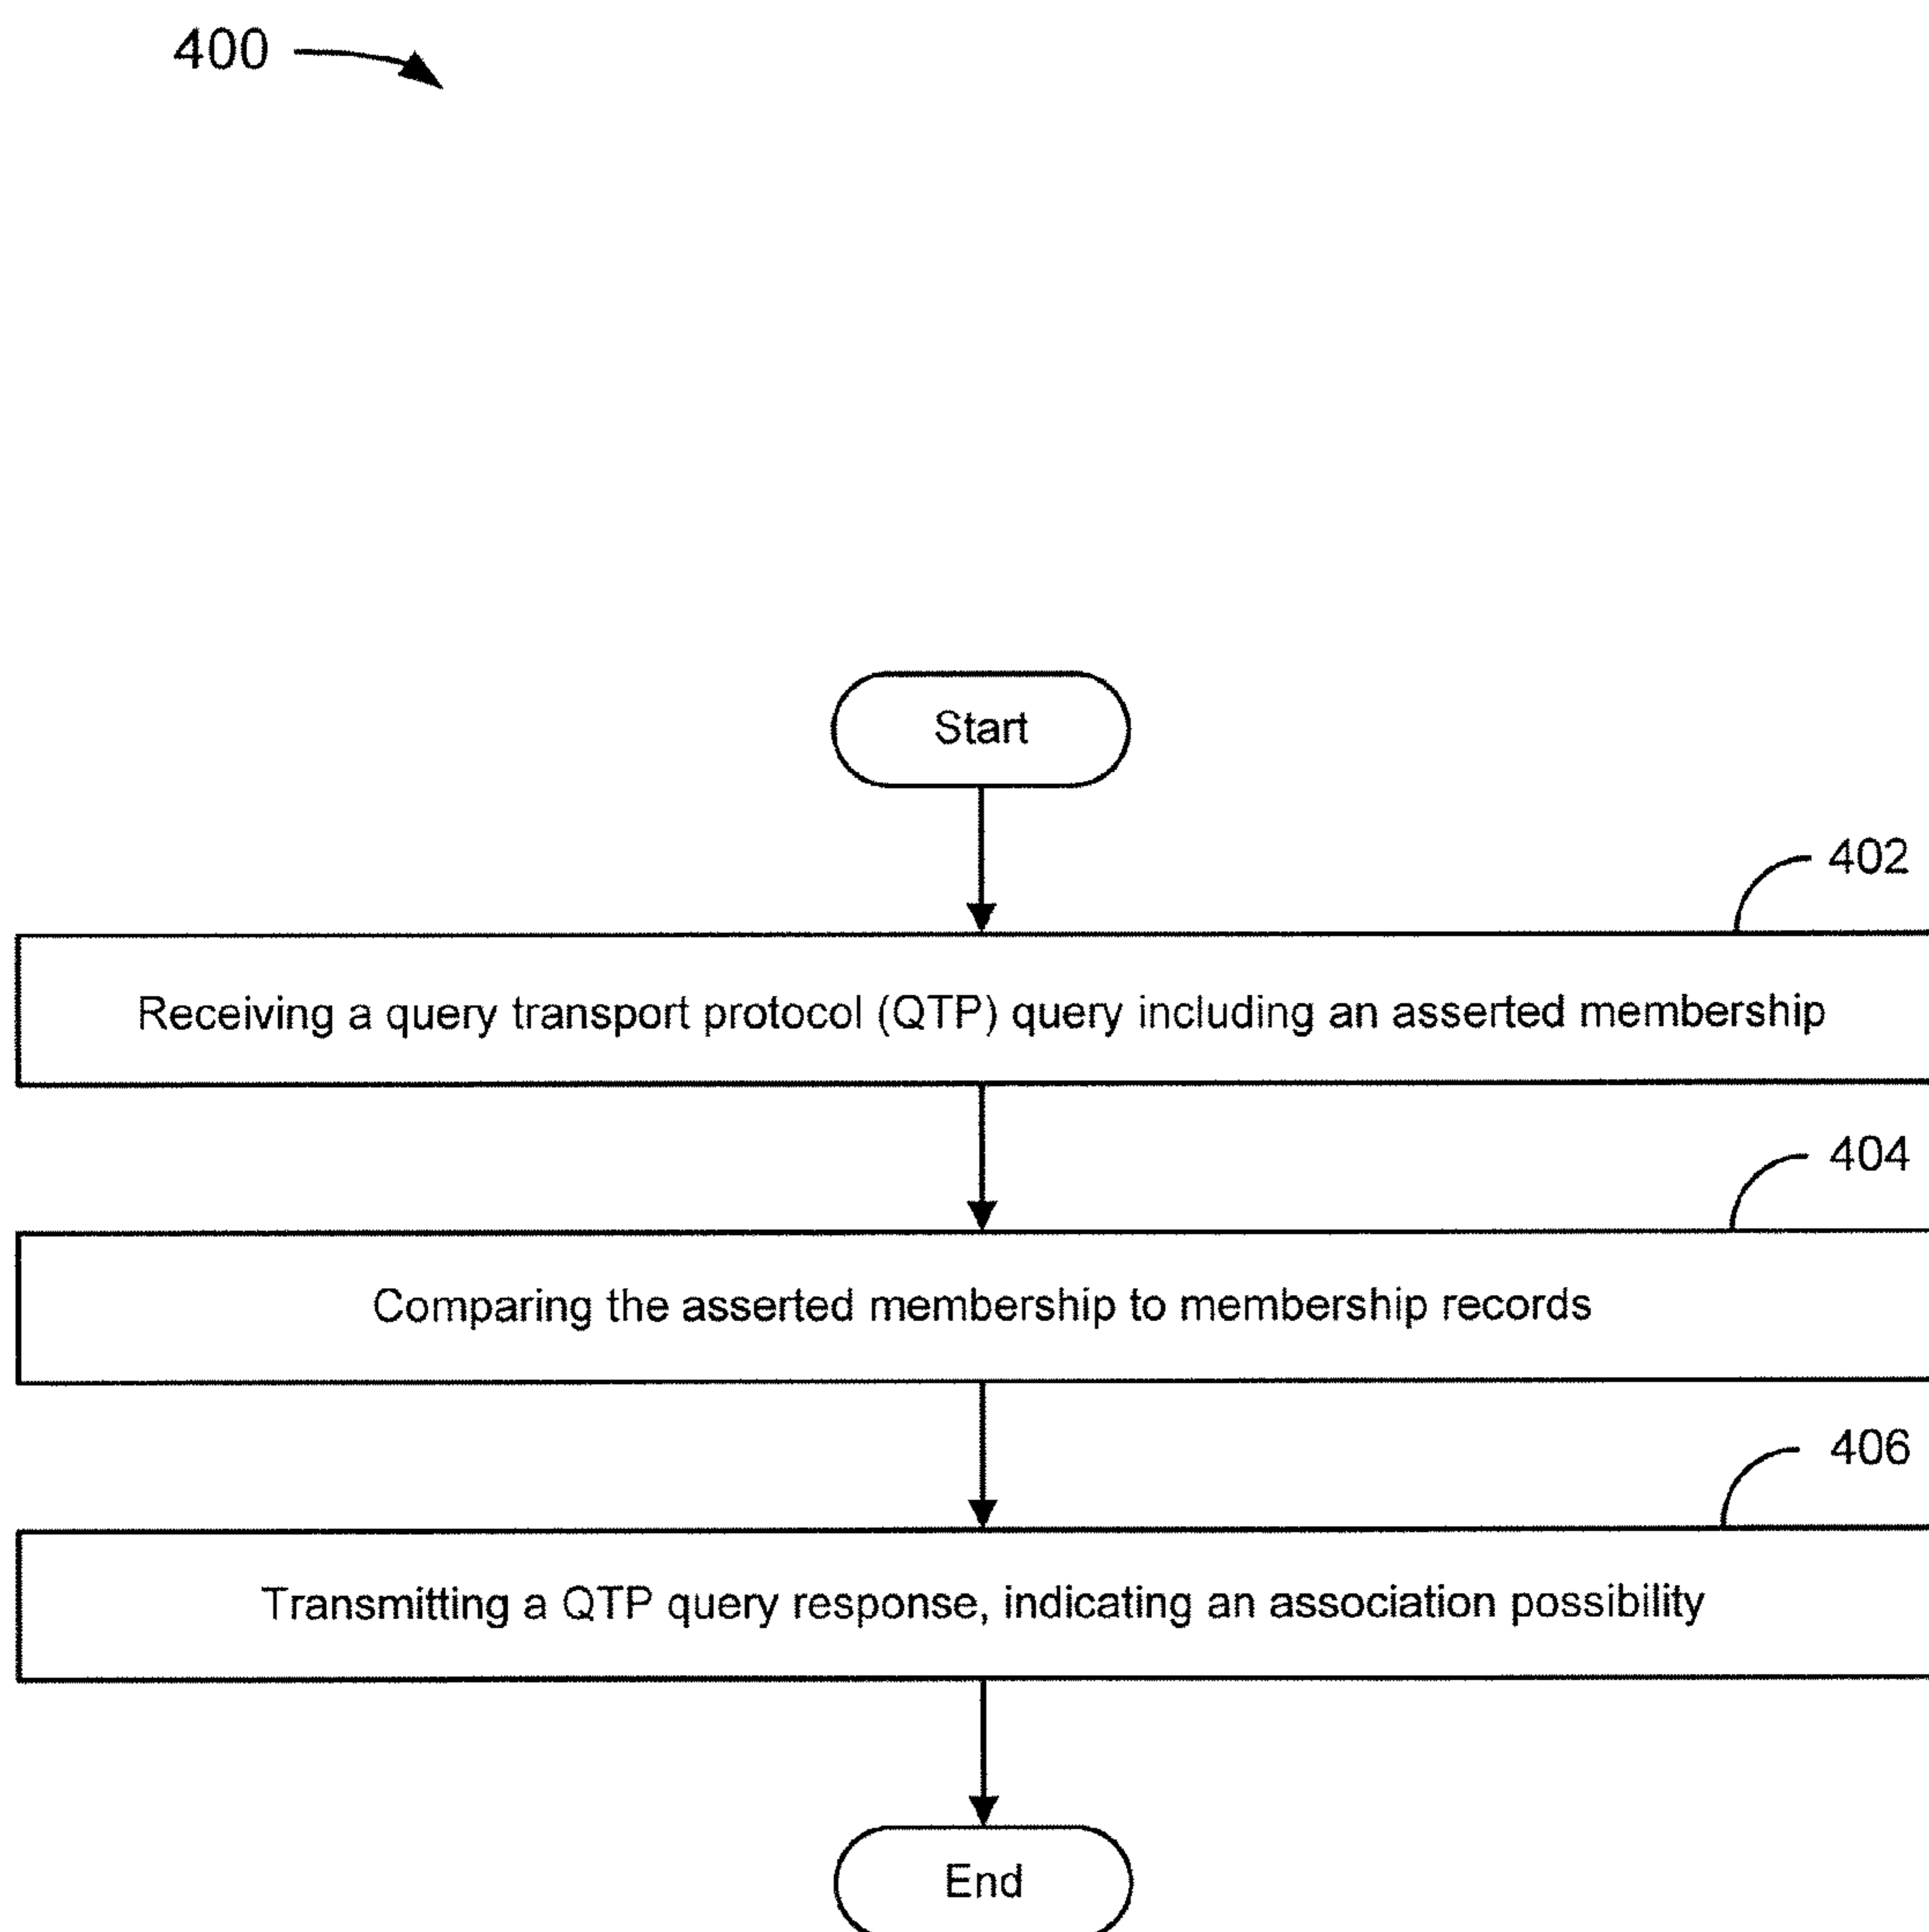 400
Start
402
Receiving a query transport protocol (QTP) query including an asserted membership
404
Comparing the asserted membership to membership records
406
Transmitting a QTP query response, indicating an association possibility
End